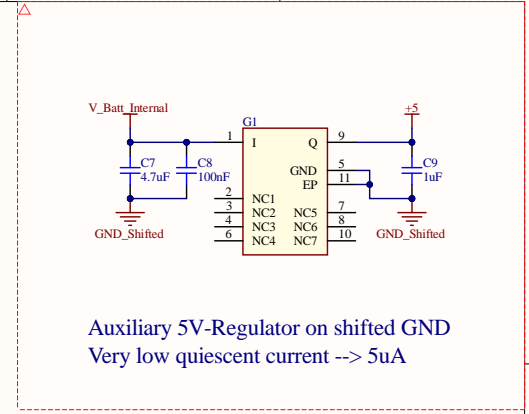 V_Batt_Internal
+5
G1
1 I Q 9
C7
4.7uF
C8
100nF
GND 5
EP 11
C9
1uF
2 NC1
3 NC2 NC5 7
4 NC3 NC6 8
6 NC4 NC7 10
GND_Shifted
GND_Shifted
Auxiliary 5V-Regulator on shifted GND
Very low quiescent current --> 5uA